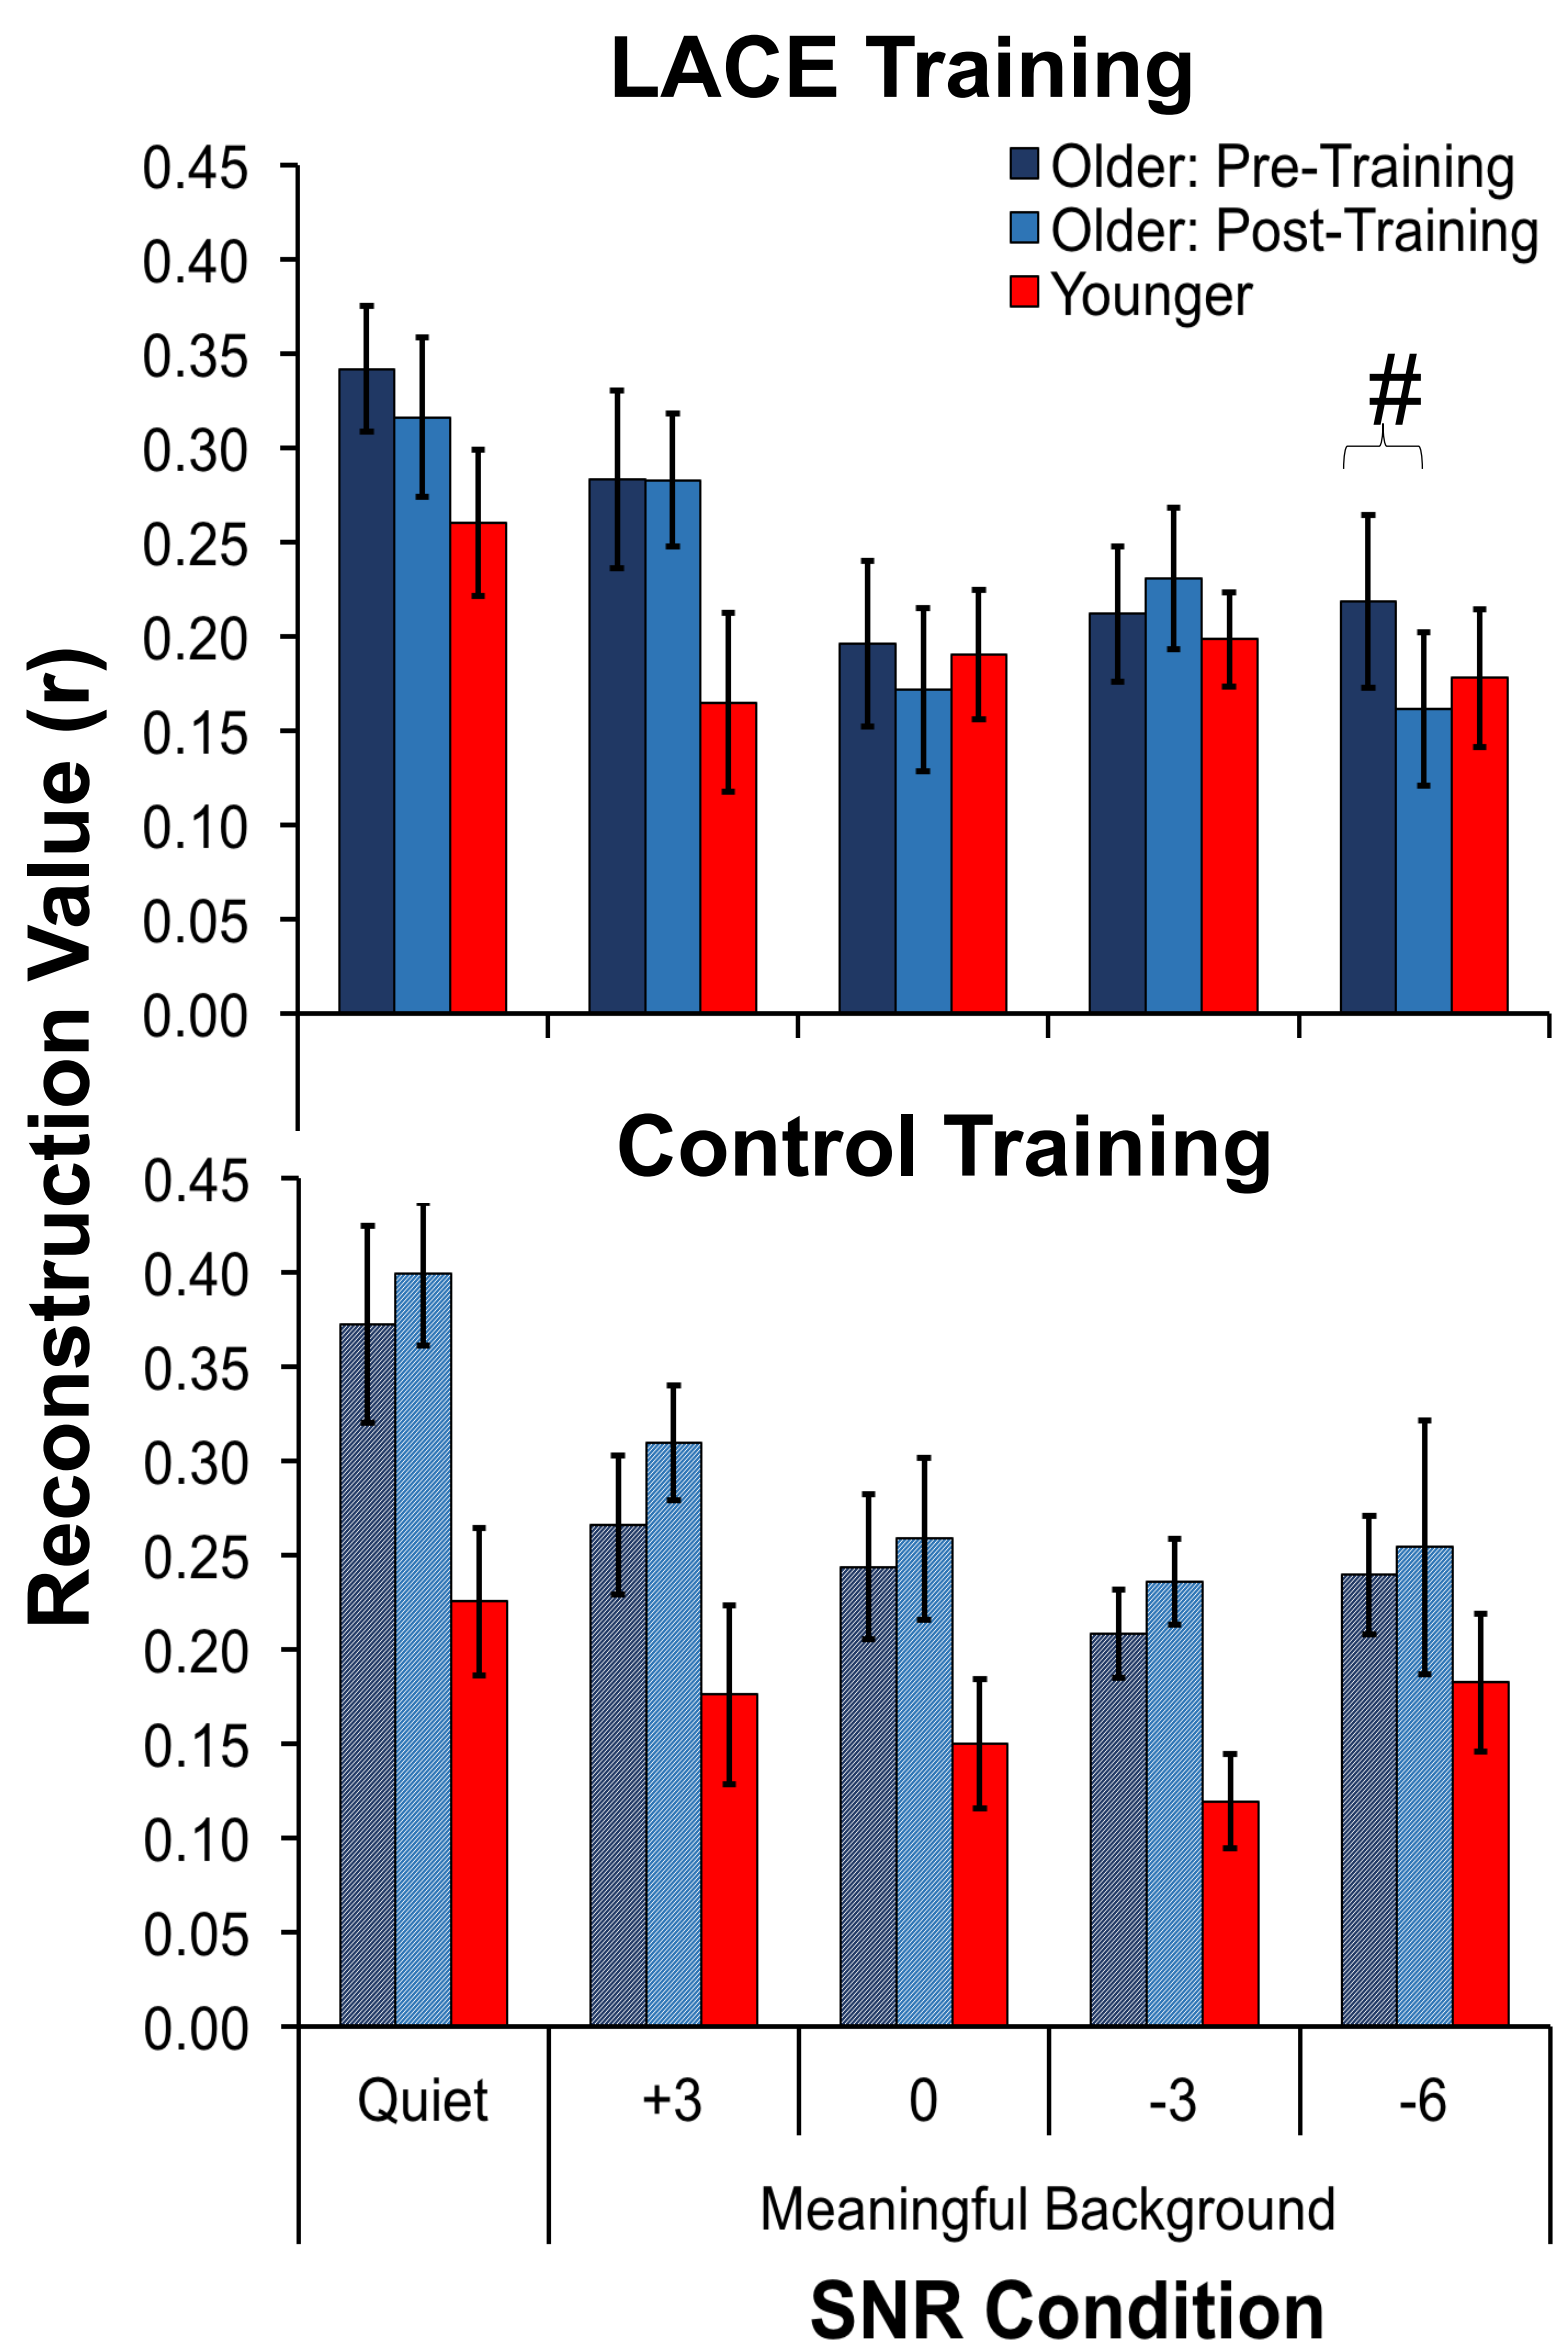 LACE Training
Older: Pre-Training
Older: Post-Training
Younger
#
0.45
0.40
0.35
0.30
0.25
0.20
0.15
0.10
0.05
0.00
Reconstruction Value (r)
Control Training
0.45
0.40
0.35
0.30
0.25
0.20
0.15
0.10
0.05
0.00
Quiet +3 0 -3 -6
Meaningful Background
SNR Condition